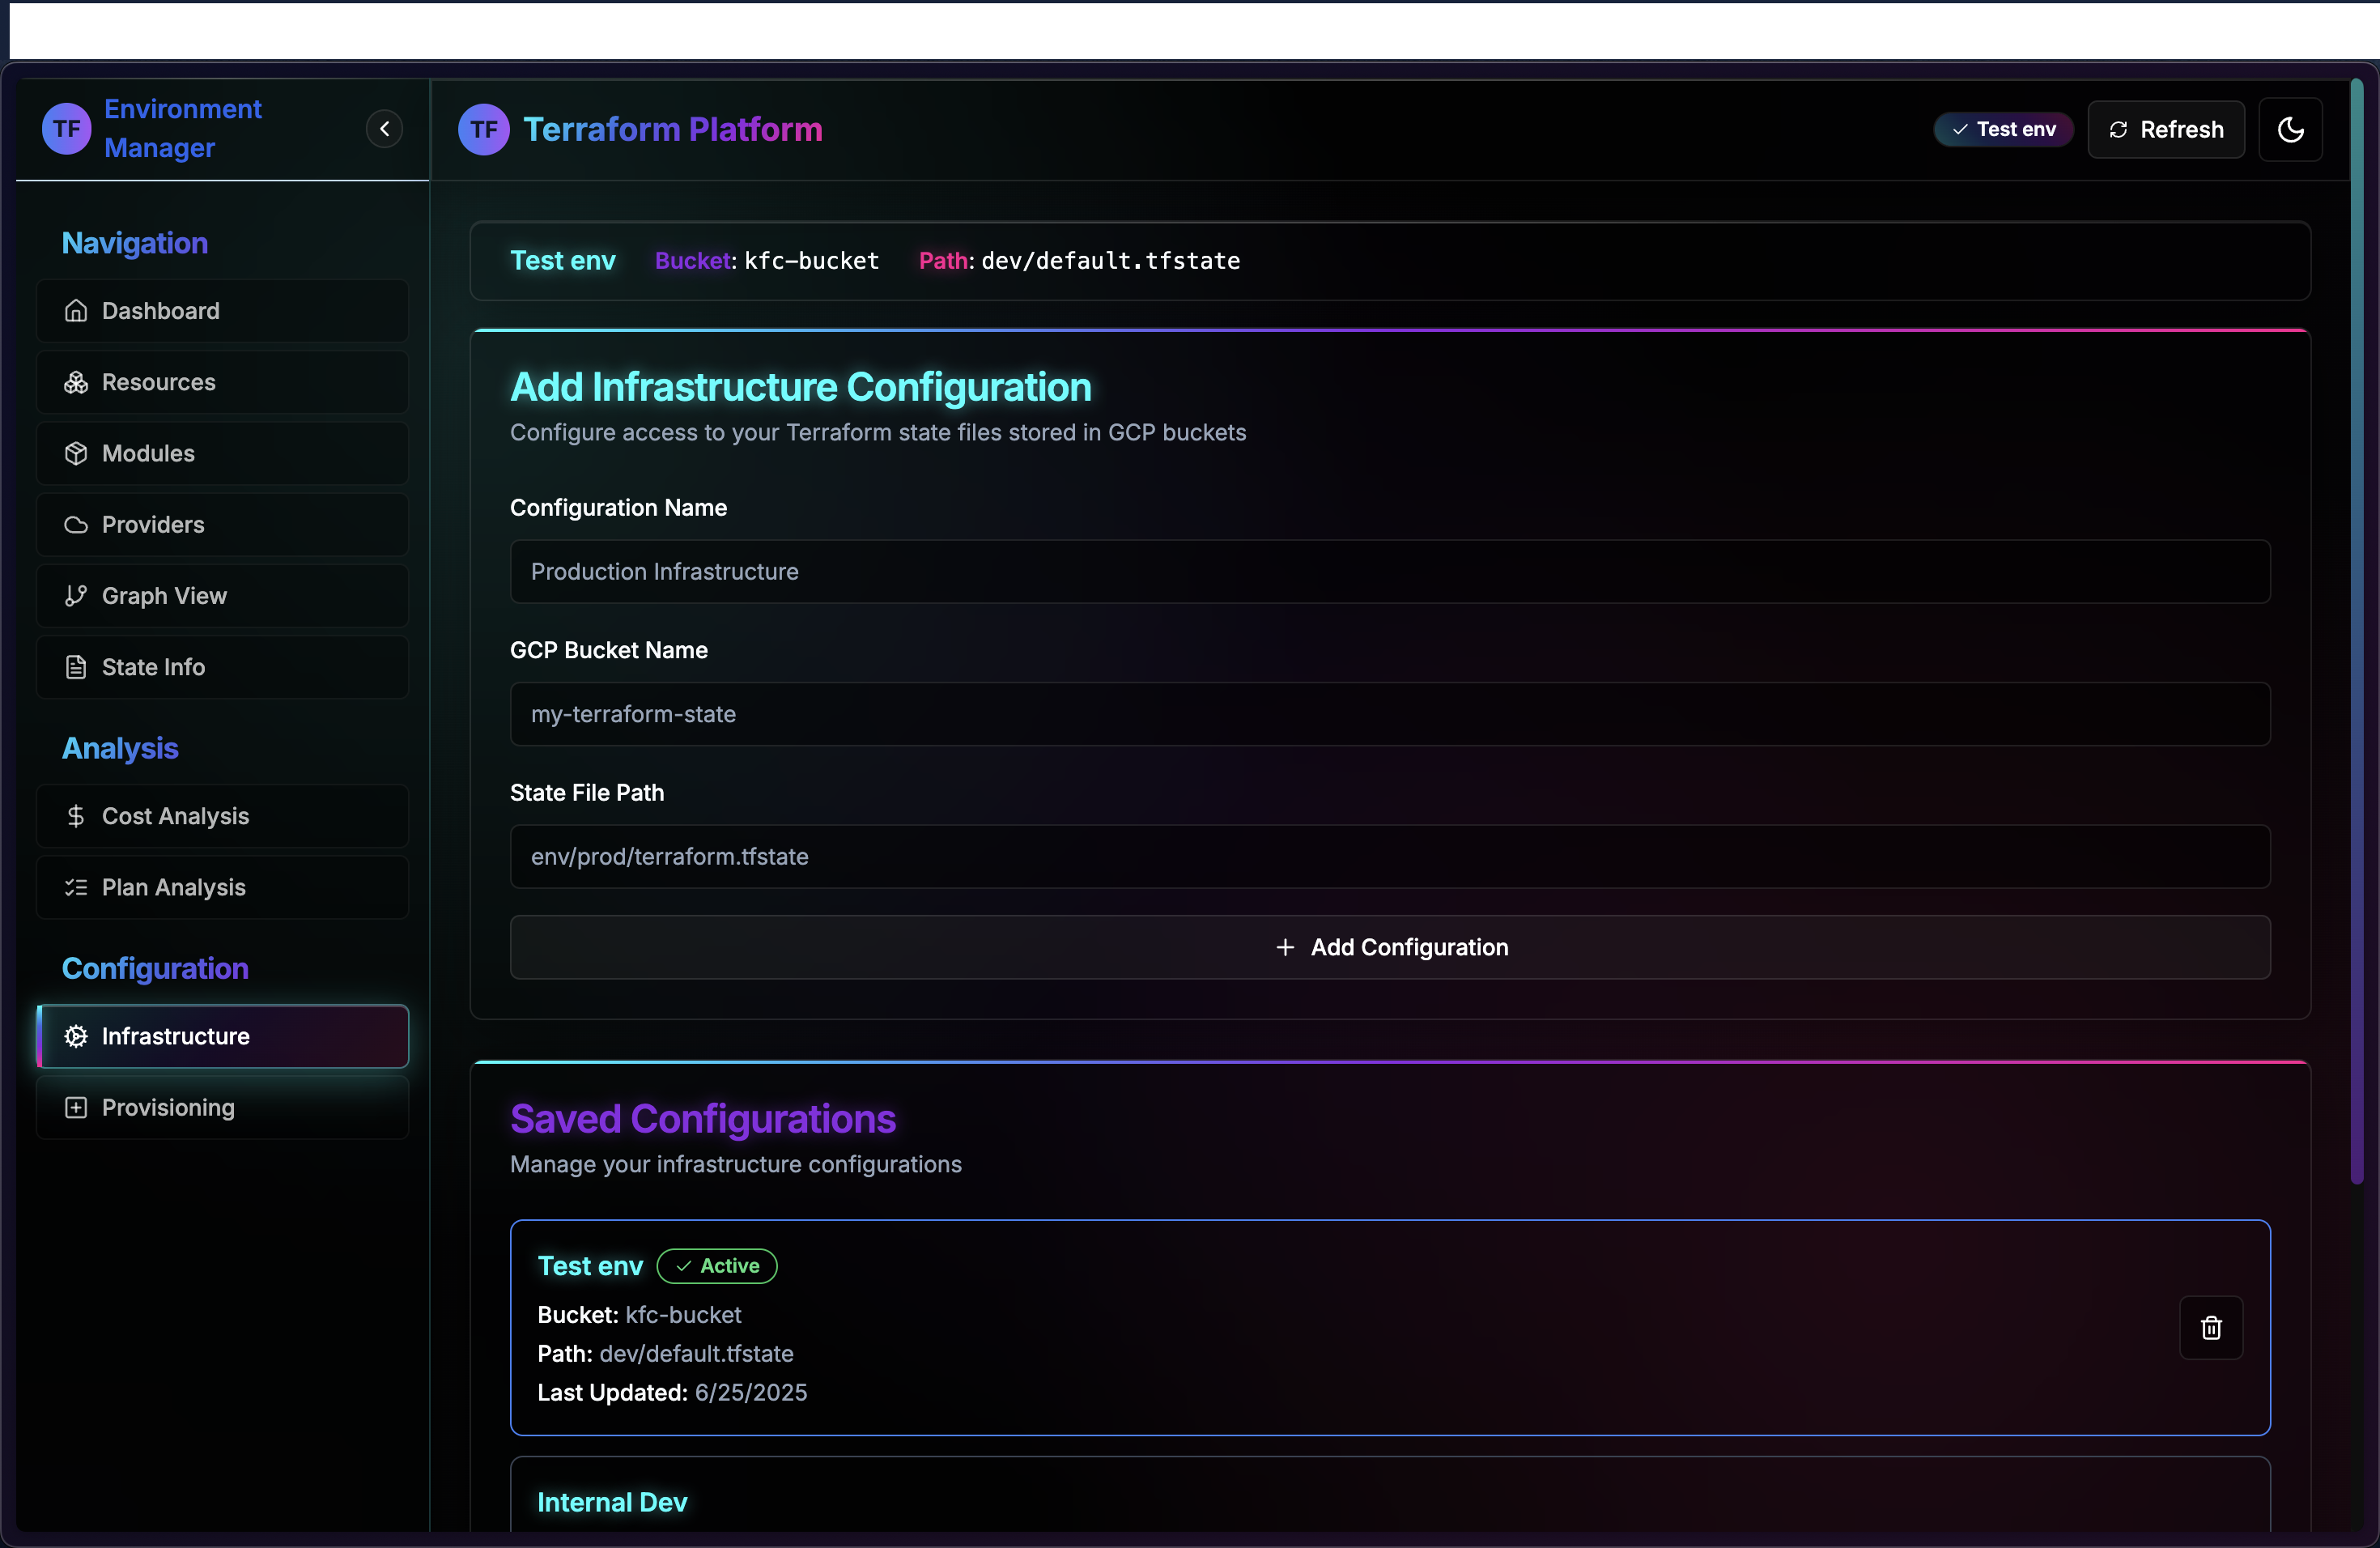 TF
Environment
Manager
TF Terraform Platform
Test env
Refresh
Navigation
Dashboard
Resources
Modules
Providers
Graph View
State Info
Analysis
Cost Analysis
Plan Analysis
Configuration
Infrastructure
Provisioning
Test env Bucket: kfc-bucket Path: dev/default.tfstate
Add Infrastructure Configuration
Configure access to your Terraform state files stored in GCP buckets
Configuration Name
Production Infrastructure
GCP Bucket Name
my-terraform-state
State File Path
env/prod/terraform.tfstate
Add Configuration
Saved Configurations
Manage your infrastructure configurations
Test env Active
Bucket: kfc-bucket
Path: dev/default.tfstate
Last Updated: 6/25/2025
Internal Dev